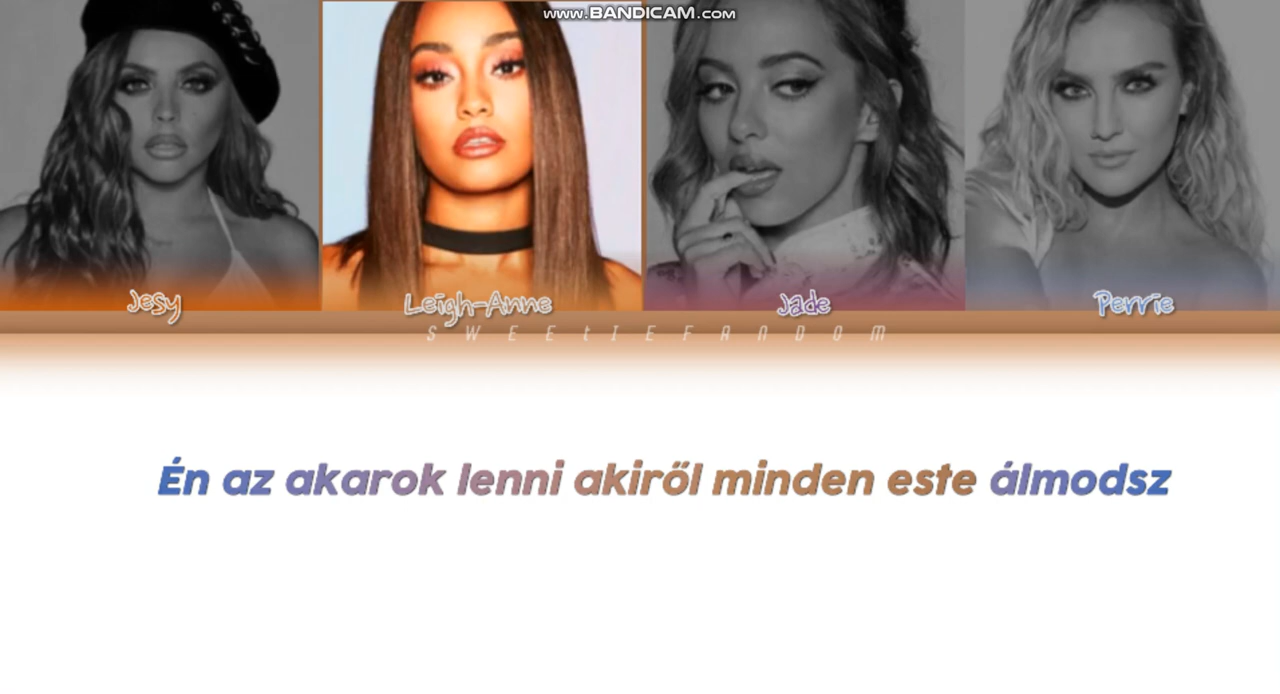 www.BANDICAM.com
Jesy Leigh-Anne Jade Perrie
SWEEtIEFANDOM
Én az akarok lenni akiről minden este álmodsz